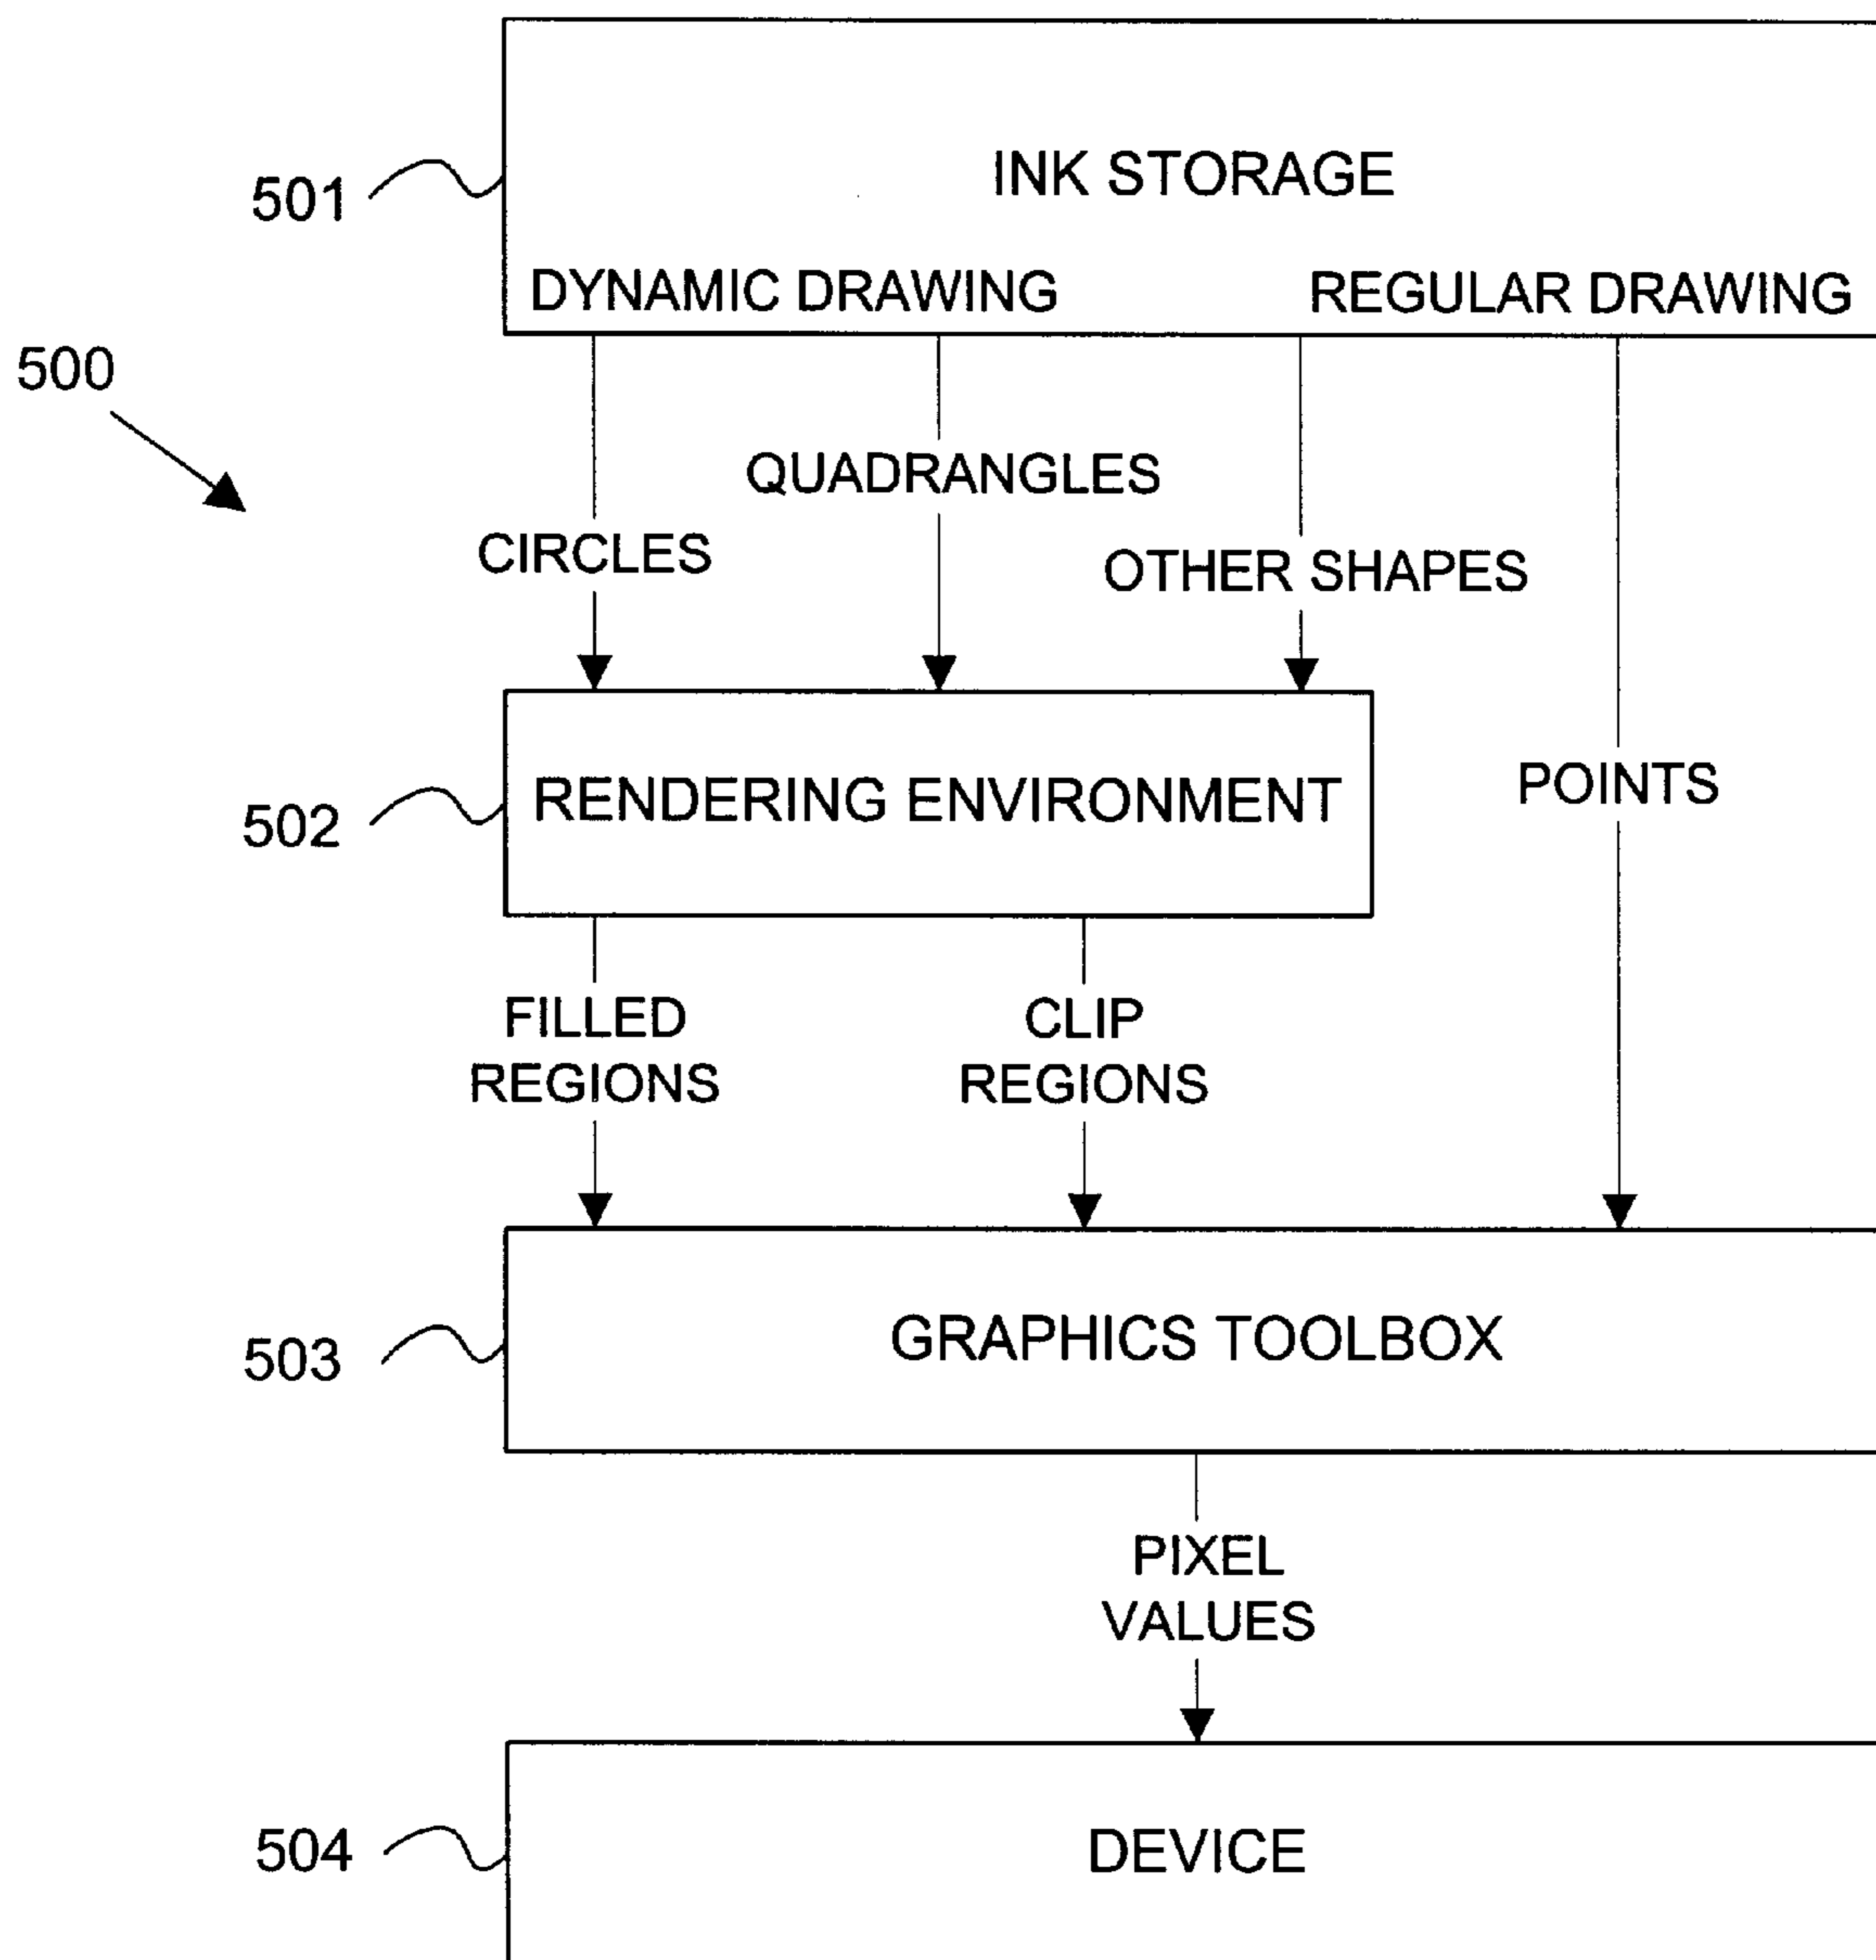 INK STORAGE
501
DYNAMIC DRAWING
REGULAR DRAWING
500
QUADRANGLES
CIRCLES
OTHER SHAPES
POINTS
RENDERING ENVIRONMENT
502
FILLED
REGIONS
CLIP
REGIONS
GRAPHICS TOOLBOX
503
PIXEL
VALUES
504
DEVICE